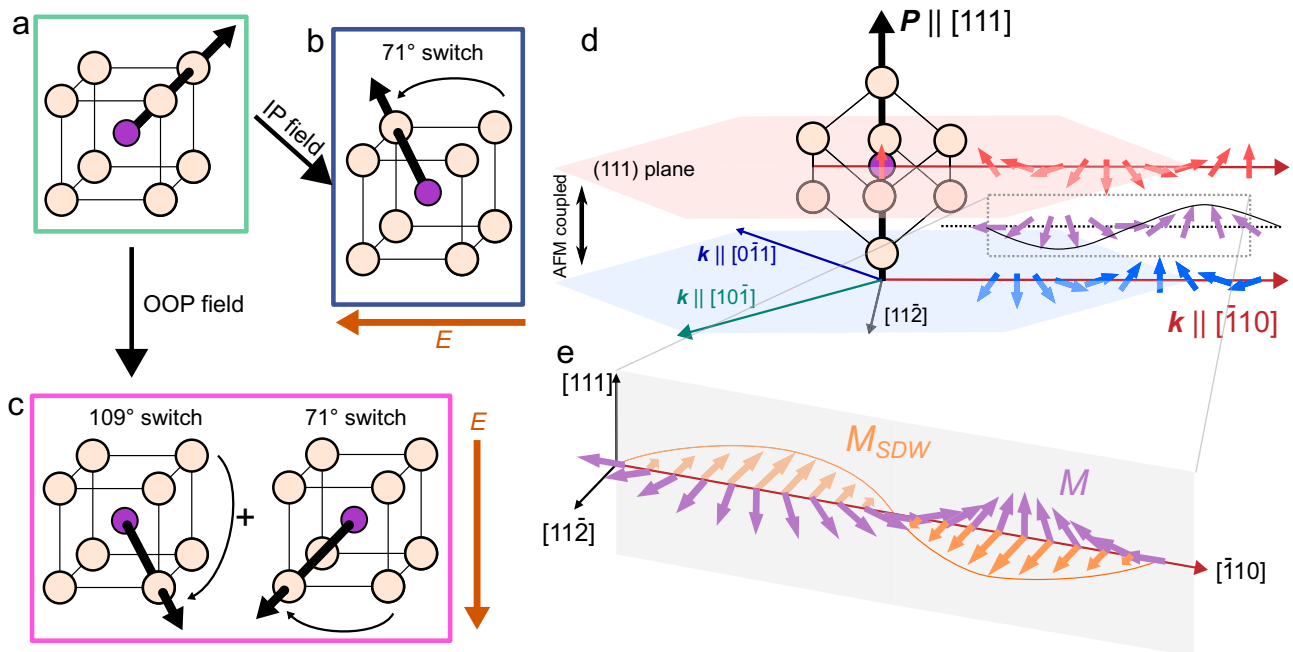 a
IP field
OOP field
b
71° switch
E
c
109° switch
71° switch
+
E
d
P || [111]
(111) plane
AFM coupled
k || [01̄1]
k || [101̄]
[112̄]
k || [1̄10]
e
[111]
M_SDW
M
[112̄]
[1̄10]